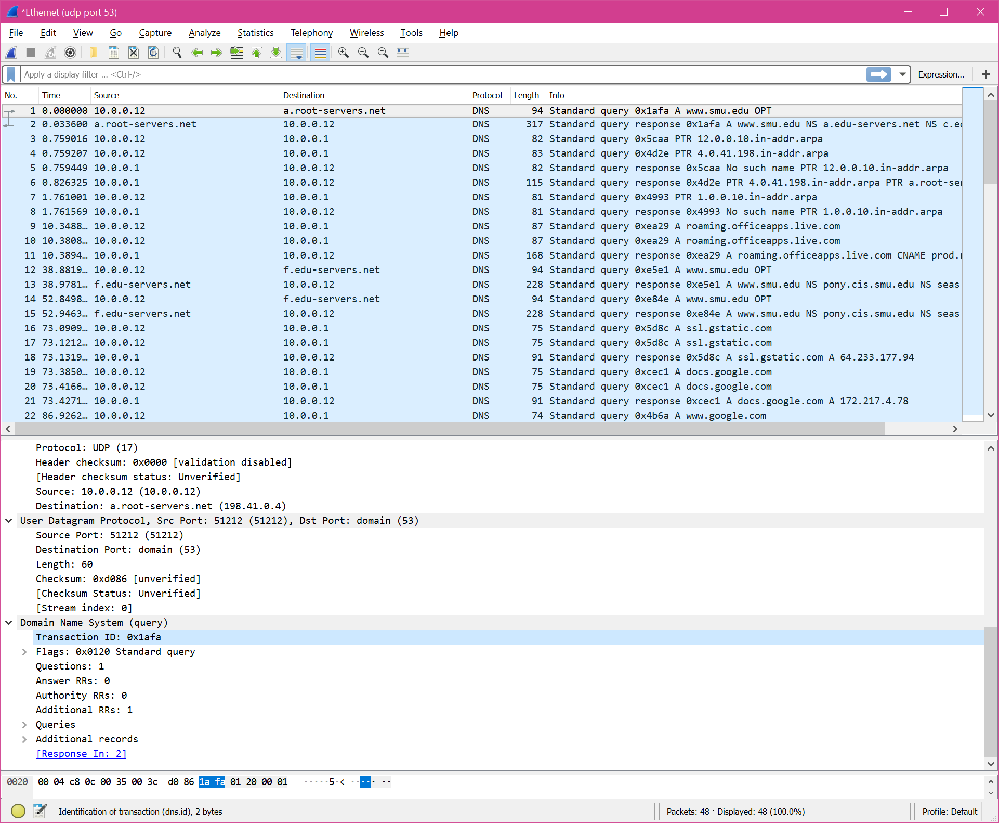 *Ethernet (udp port 53)
File Edit View Go Capture Analyze Statistics Telephony Wireless Tools Help
Apply a display filter ... <Ctrl-/> Expression...
No. Time Source Destination Protocol Length Info
1 0.000000 10.0.0.12 a.root-servers.net DNS 94 Standard query 0x1afa A www.smu.edu OPT
2 0.033600 a.root-servers.net 10.0.0.12 DNS 317 Standard query response 0x1afa A www.smu.edu NS a.edu-servers.net NS c.ed
3 0.759016 10.0.0.12 10.0.0.1 DNS 82 Standard query 0x5caa PTR 12.0.0.10.in-addr.arpa
4 0.759207 10.0.0.12 10.0.0.1 DNS 83 Standard query 0x4d2e PTR 4.0.41.198.in-addr.arpa
5 0.759449 10.0.0.1 10.0.0.12 DNS 82 Standard query response 0x5caa No such name PTR 12.0.0.10.in-addr.arpa
6 0.826325 10.0.0.1 10.0.0.12 DNS 115 Standard query response 0x4d2e PTR 4.0.41.198.in-addr.arpa PTR a.root-ser
7 1.761001 10.0.0.12 10.0.0.1 DNS 81 Standard query 0x4993 PTR 1.0.0.10.in-addr.arpa
8 1.761569 10.0.0.1 10.0.0.12 DNS 81 Standard query response 0x4993 No such name PTR 1.0.0.10.in-addr.arpa
9 10.3488… 10.0.0.12 10.0.0.1 DNS 87 Standard query 0xea29 A roaming.officeapps.live.com
10 10.3808… 10.0.0.12 10.0.0.1 DNS 87 Standard query 0xea29 A roaming.officeapps.live.com
11 10.3894… 10.0.0.1 10.0.0.12 DNS 168 Standard query response 0xea29 A roaming.officeapps.live.com CNAME prod.r
12 38.8819… 10.0.0.12 f.edu-servers.net DNS 94 Standard query 0xe5e1 A www.smu.edu OPT
13 38.9781… f.edu-servers.net 10.0.0.12 DNS 228 Standard query response 0xe5e1 A www.smu.edu NS pony.cis.smu.edu NS seas.
14 52.8498… 10.0.0.12 f.edu-servers.net DNS 94 Standard query 0xe84e A www.smu.edu OPT
15 52.9463… f.edu-servers.net 10.0.0.12 DNS 228 Standard query response 0xe84e A www.smu.edu NS pony.cis.smu.edu NS seas.
16 73.0909… 10.0.0.12 10.0.0.1 DNS 75 Standard query 0x5d8c A ssl.gstatic.com
17 73.1212… 10.0.0.12 10.0.0.1 DNS 75 Standard query 0x5d8c A ssl.gstatic.com
18 73.1319… 10.0.0.1 10.0.0.12 DNS 91 Standard query response 0x5d8c A ssl.gstatic.com A 64.233.177.94
19 73.3850… 10.0.0.12 10.0.0.1 DNS 75 Standard query 0xcec1 A docs.google.com
20 73.4166… 10.0.0.12 10.0.0.1 DNS 75 Standard query 0xcec1 A docs.google.com
21 73.4271… 10.0.0.1 10.0.0.12 DNS 91 Standard query response 0xcec1 A docs.google.com A 172.217.4.78
22 86.9262… 10.0.0.12 10.0.0.1 DNS 74 Standard query 0x4b6a A www.google.com
Protocol: UDP (17)
Header checksum: 0x0000 [validation disabled]
[Header checksum status: Unverified]
Source: 10.0.0.12 (10.0.0.12)
Destination: a.root-servers.net (198.41.0.4)
User Datagram Protocol, Src Port: 51212 (51212), Dst Port: domain (53)
Source Port: 51212 (51212)
Destination Port: domain (53)
Length: 60
Checksum: 0xd086 [unverified]
[Checksum Status: Unverified]
[Stream index: 0]
Domain Name System (query)
Transaction ID: 0x1afa
Flags: 0x0120 Standard query
Questions: 1
Answer RRs: 0
Authority RRs: 0
Additional RRs: 1
Queries
Additional records
[Response In: 2]
0020 00 04 c8 0c 00 35 00 3c d0 86 1a fa 01 20 00 01 ·····5·< ········
Identification of transaction (dns.id), 2 bytes Packets: 48 · Displayed: 48 (100.0%) Profile: Default